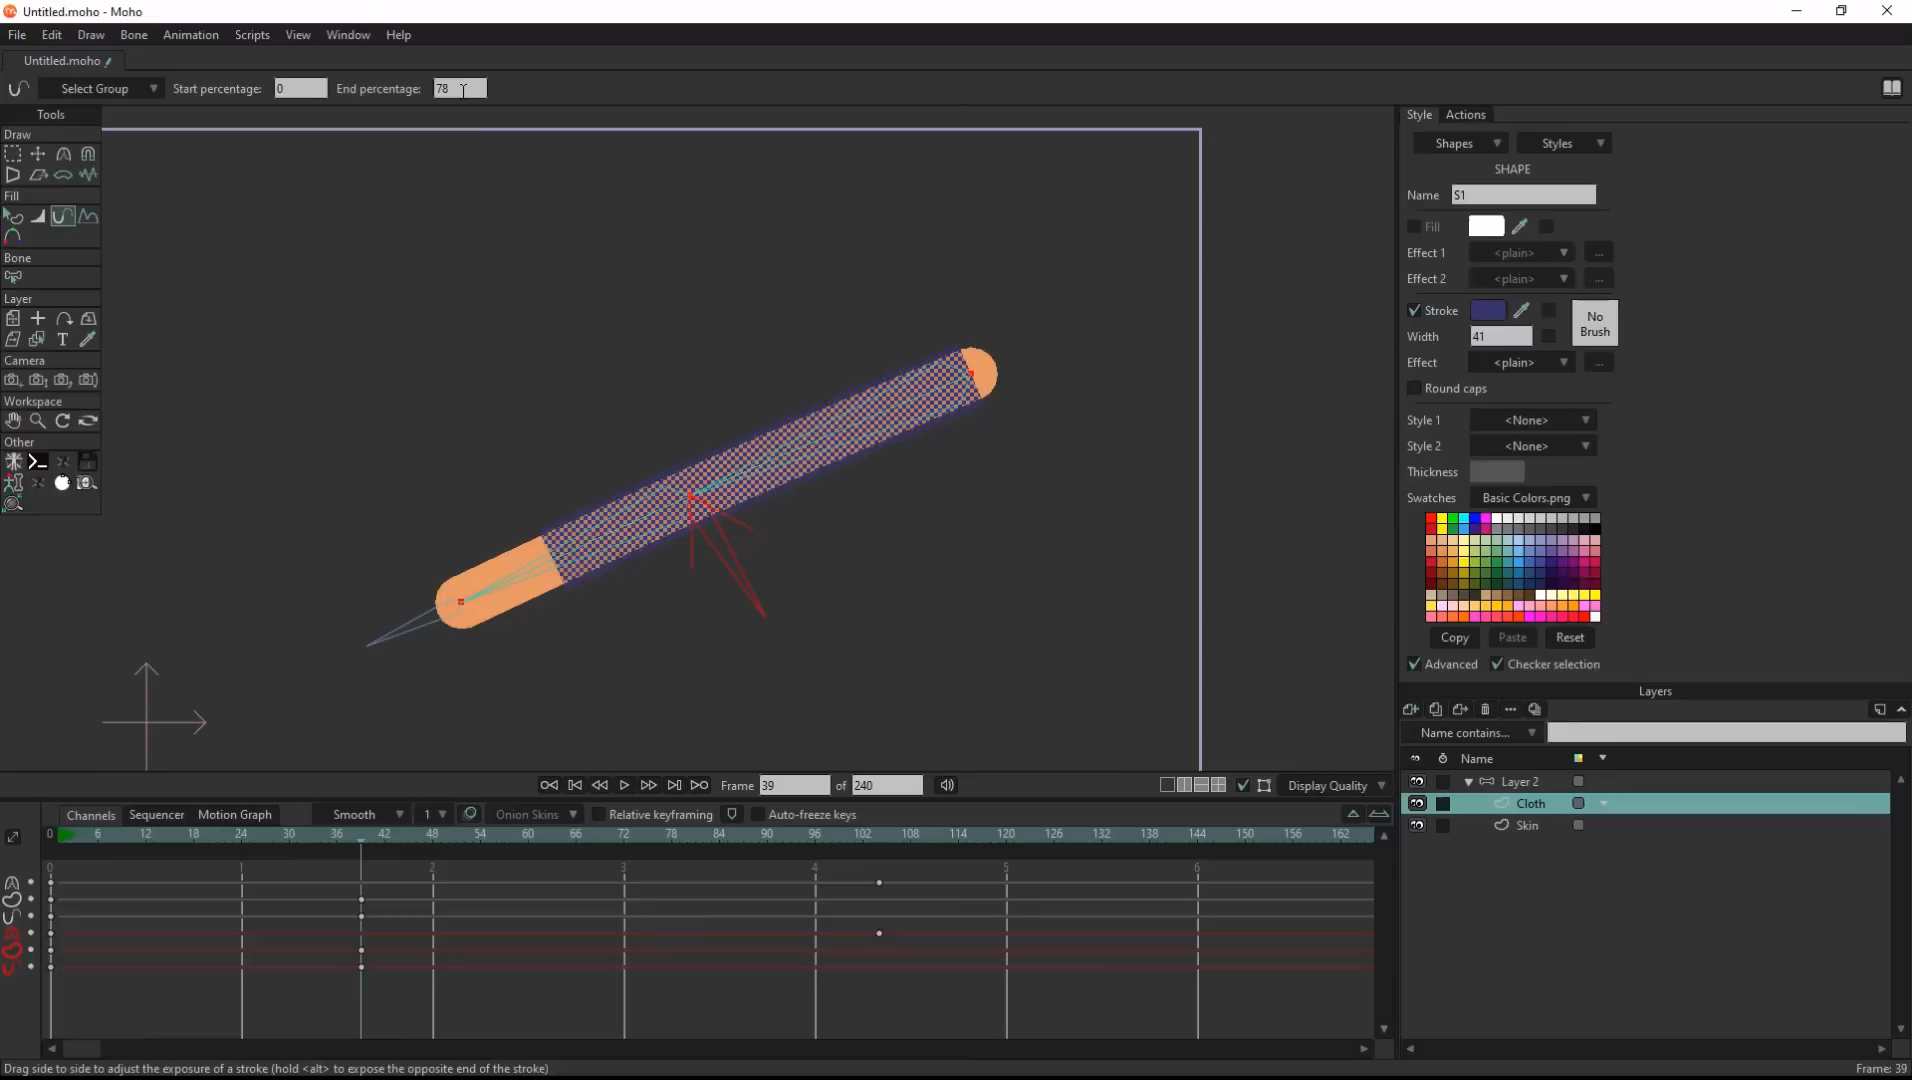 Untitled.moho - Moho
File Edit Draw Bone Animation Scripts View Window Help
Untitled.moho
Select Group Start percentage: 0 End percentage: 78
Tools
Draw
Fill
Bone
Layer
T
Camera
Workspace
Other
Style Actions
Shapes Styles
SHAPE
Name S1
Fill
Effect 1 <plain> ...
Effect 2 <plain> ...
Stroke
No Brush
Width 41
Effect <plain> ...
Round caps
Style 1 <None>
Style 2 <None>
Thickness
Swatches Basic Colors.png
Copy Paste Reset
Advanced Checker selection
Layers
Name contains...
Name
Layer 2
Cloth
Skin
Frame 39 of 240 Display Quality
Channels Sequencer Motion Graph Smooth 1 Onion Skins Relative keyframing Auto-freeze keys
0 6 12 18 24 30 36 42 48 54 60 66 72 78 84 90 96 102 108 114 120 126 132 138 144 150 156 162
0 1 2 3 4 5 6
Drag side to side to adjust the exposure of a stroke (hold <alt> to expose the opposite end of the stroke) Frame: 39